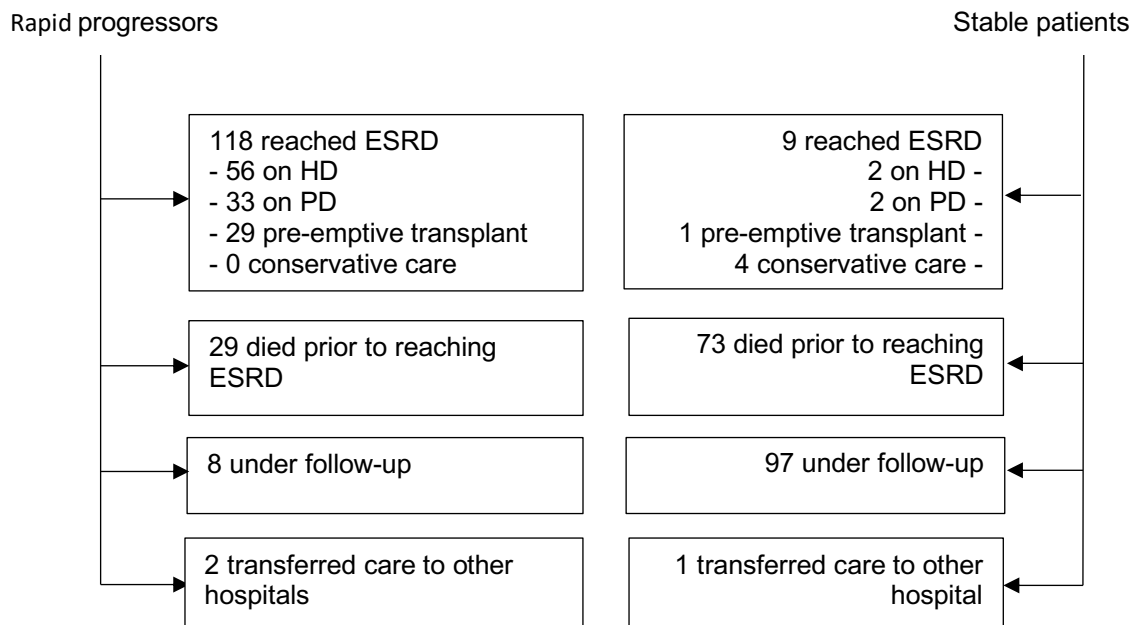 Rapid progressors
Stable patients
118 reached ESRD
- 56 on HD
- 33 on PD
- 29 pre-emptive transplant
- 0 conservative care
9 reached ESRD
2 on HD -
2 on PD -
1 pre-emptive transplant -
4 conservative care -
29 died prior to reaching
ESRD
73 died prior to reaching
ESRD
8 under follow-up
97 under follow-up
2 transferred care to other
hospitals
1 transferred care to other
hospital